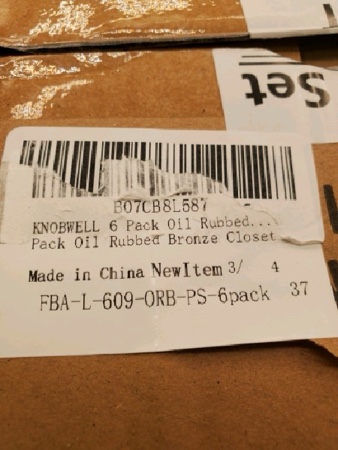 Set
B07CB8L587
KNOBWELL 6 Pack Oil Rubbed....
Pack Oil Rubbed Bronze Closet
Made in China NewItem 3/ 4
FBA-L-609-ORB-PS-6pack 37